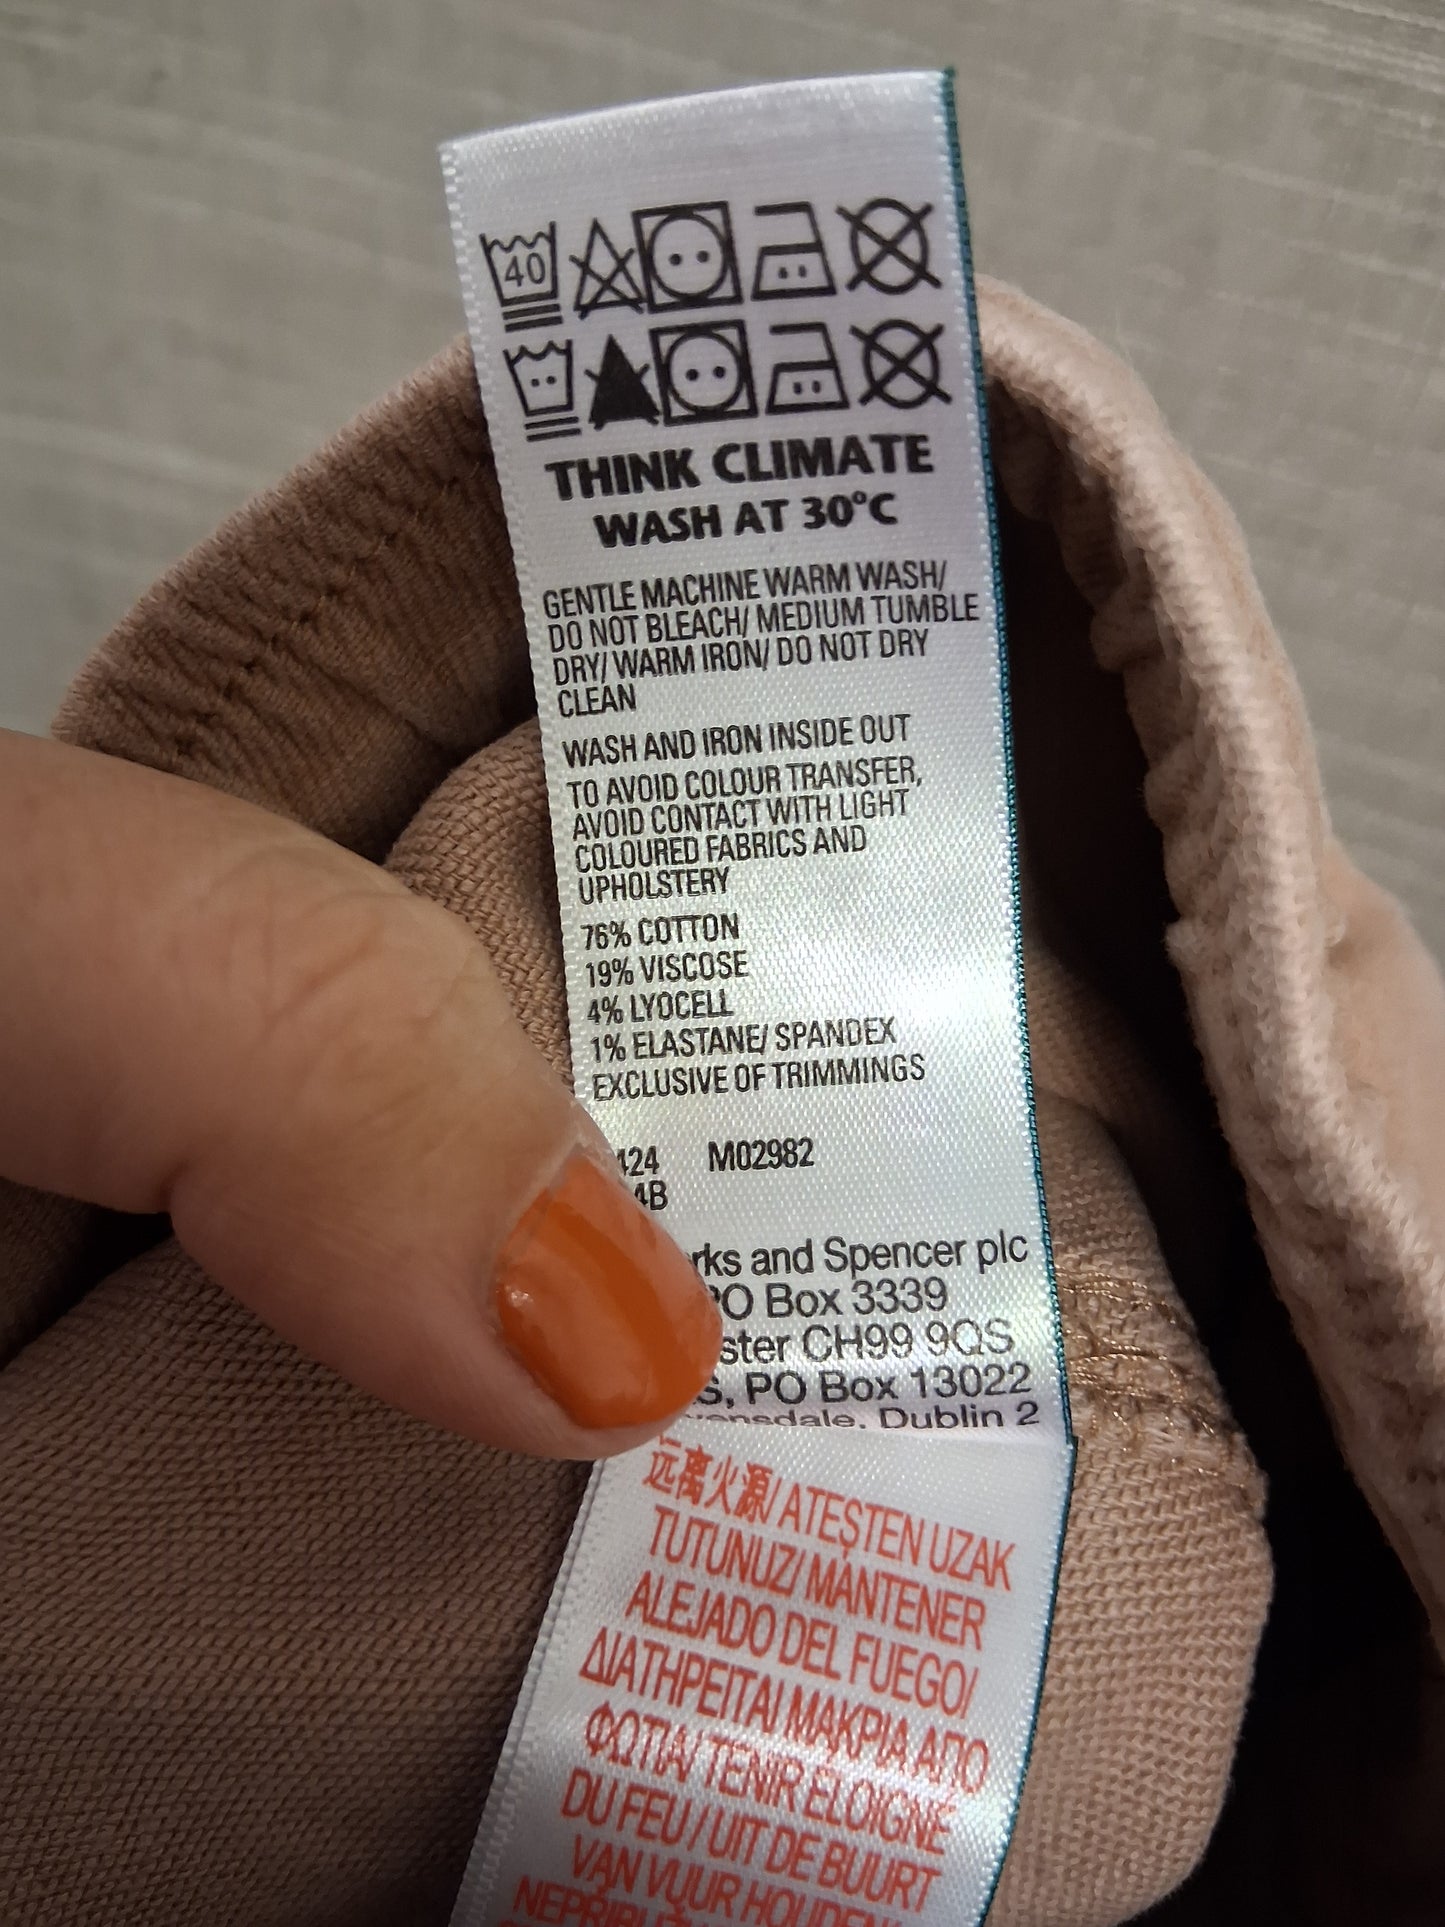 40
THINK CLIMATE
WASH AT 30°C
GENTLE MACHINE WARM WASH/
DO NOT BLEACH/ MEDIUM TUMBLE
DRY/ WARM IRON/ DO NOT DRY
CLEAN
WASH AND IRON INSIDE OUT
TO AVOID COLOUR TRANSFER,
AVOID CONTACT WITH LIGHT
COLOURED FABRICS AND
UPHOLSTERY
76% COTTON
19% VISCOSE
4% LYOCELL
1% ELASTANE/ SPANDEX
EXCLUSIVE OF TRIMMINGS
M02982
4B
and Spencer plc
PO Box 3339
CH99 9QS
PO Box 13022
Dublin 2
远离火源/ ATEŞTEN UZAK
TUTUNUZ/ MANTENER
ALEJADO DEL FUEGO/
ΔΙΑΤΗΡΕΙΤΑΙ ΜΑΚΡΙΑ ΑΠΟ
ΦΩΤΙΑ/ TENIR ELOIGNE
DU FEU / UIT DE BUURT
VAN VUUR HOUDEN/